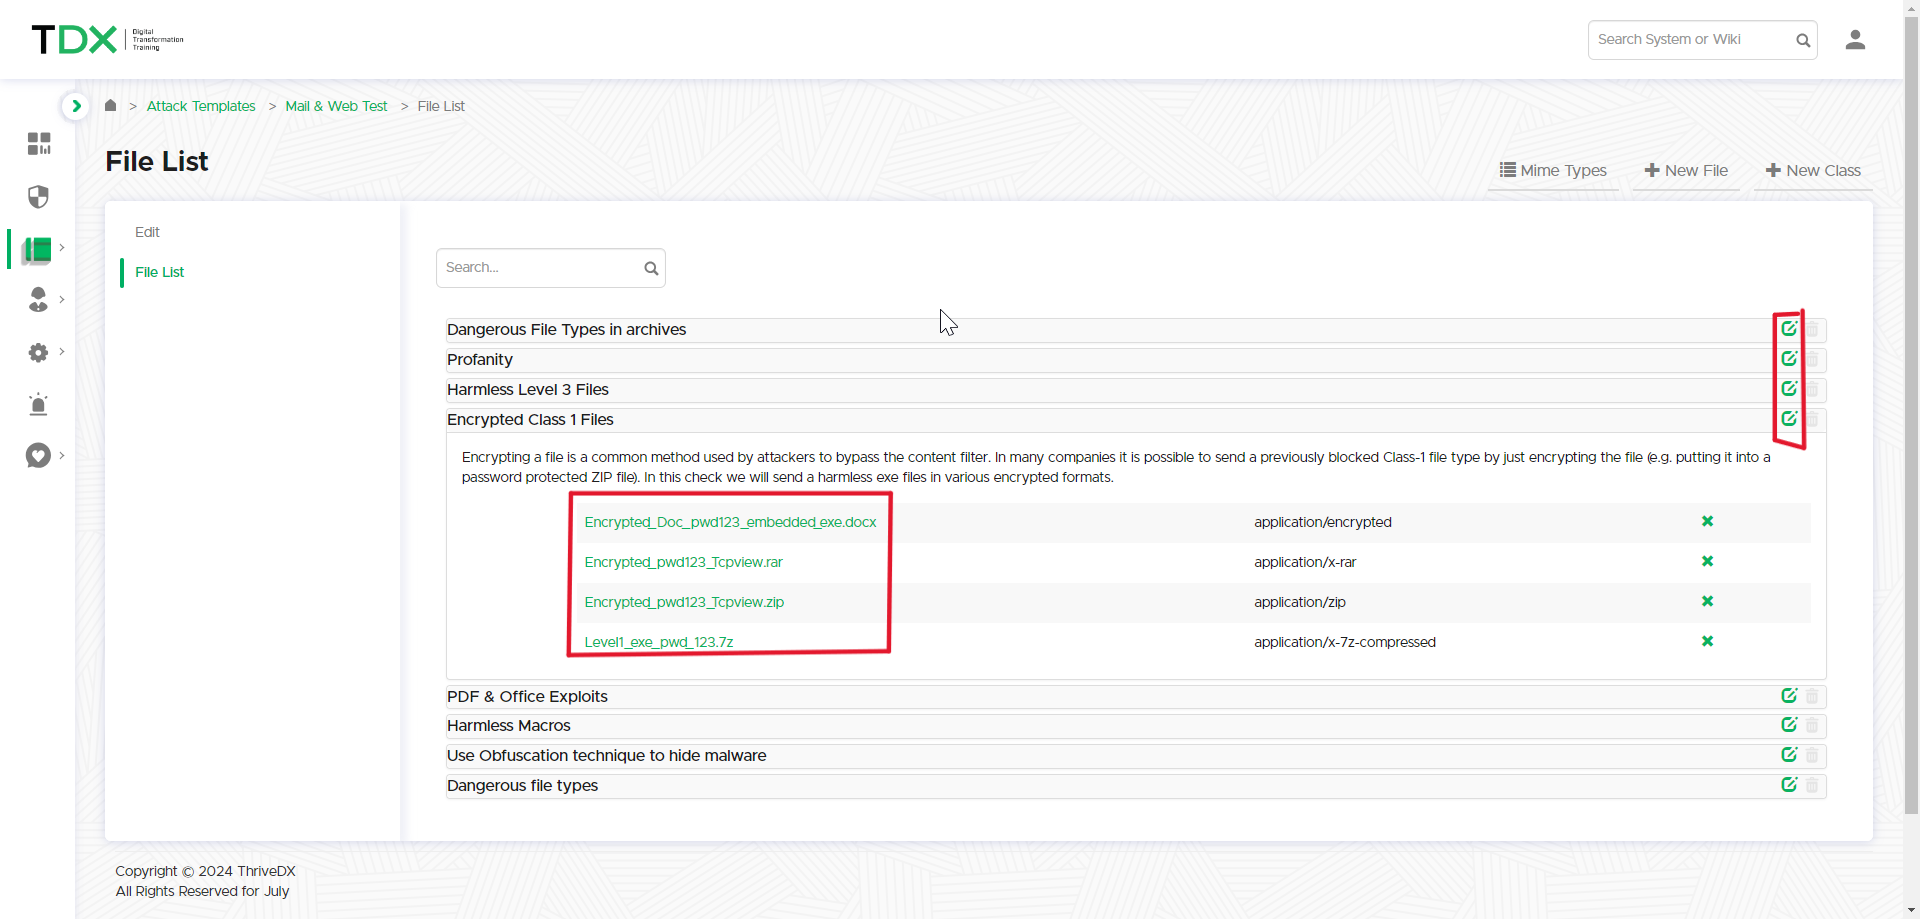 TDX
Digital
Transformation
Training
Search System or Wiki
> Attack Templates > Mail & Web Test > File List
File List
Mime Types
New File
New Class
Edit
File List
Search...
Dangerous File Types in archives
Profanity
Harmless Level 3 Files
Encrypted Class 1 Files
Encrypting a file is a common method used by attackers to bypass the content filter. In many companies it is possible to send a previously blocked Class-1 file type by just encrypting the file (e.g. putting it into a
password protected ZIP file). In this check we will send a harmless exe files in various encrypted formats.
Encrypted_Doc_pwd123_embedded_exe.docx application/encrypted
Encrypted_pwd123_Tcpview.rar application/x-rar
Encrypted_pwd123_Tcpview.zip application/zip
Level1_exe_pwd_123.7z application/x-7z-compressed
PDF & Office Exploits
Harmless Macros
Use Obfuscation technique to hide malware
Dangerous file types
Copyright © 2024 ThriveDX
All Rights Reserved for July